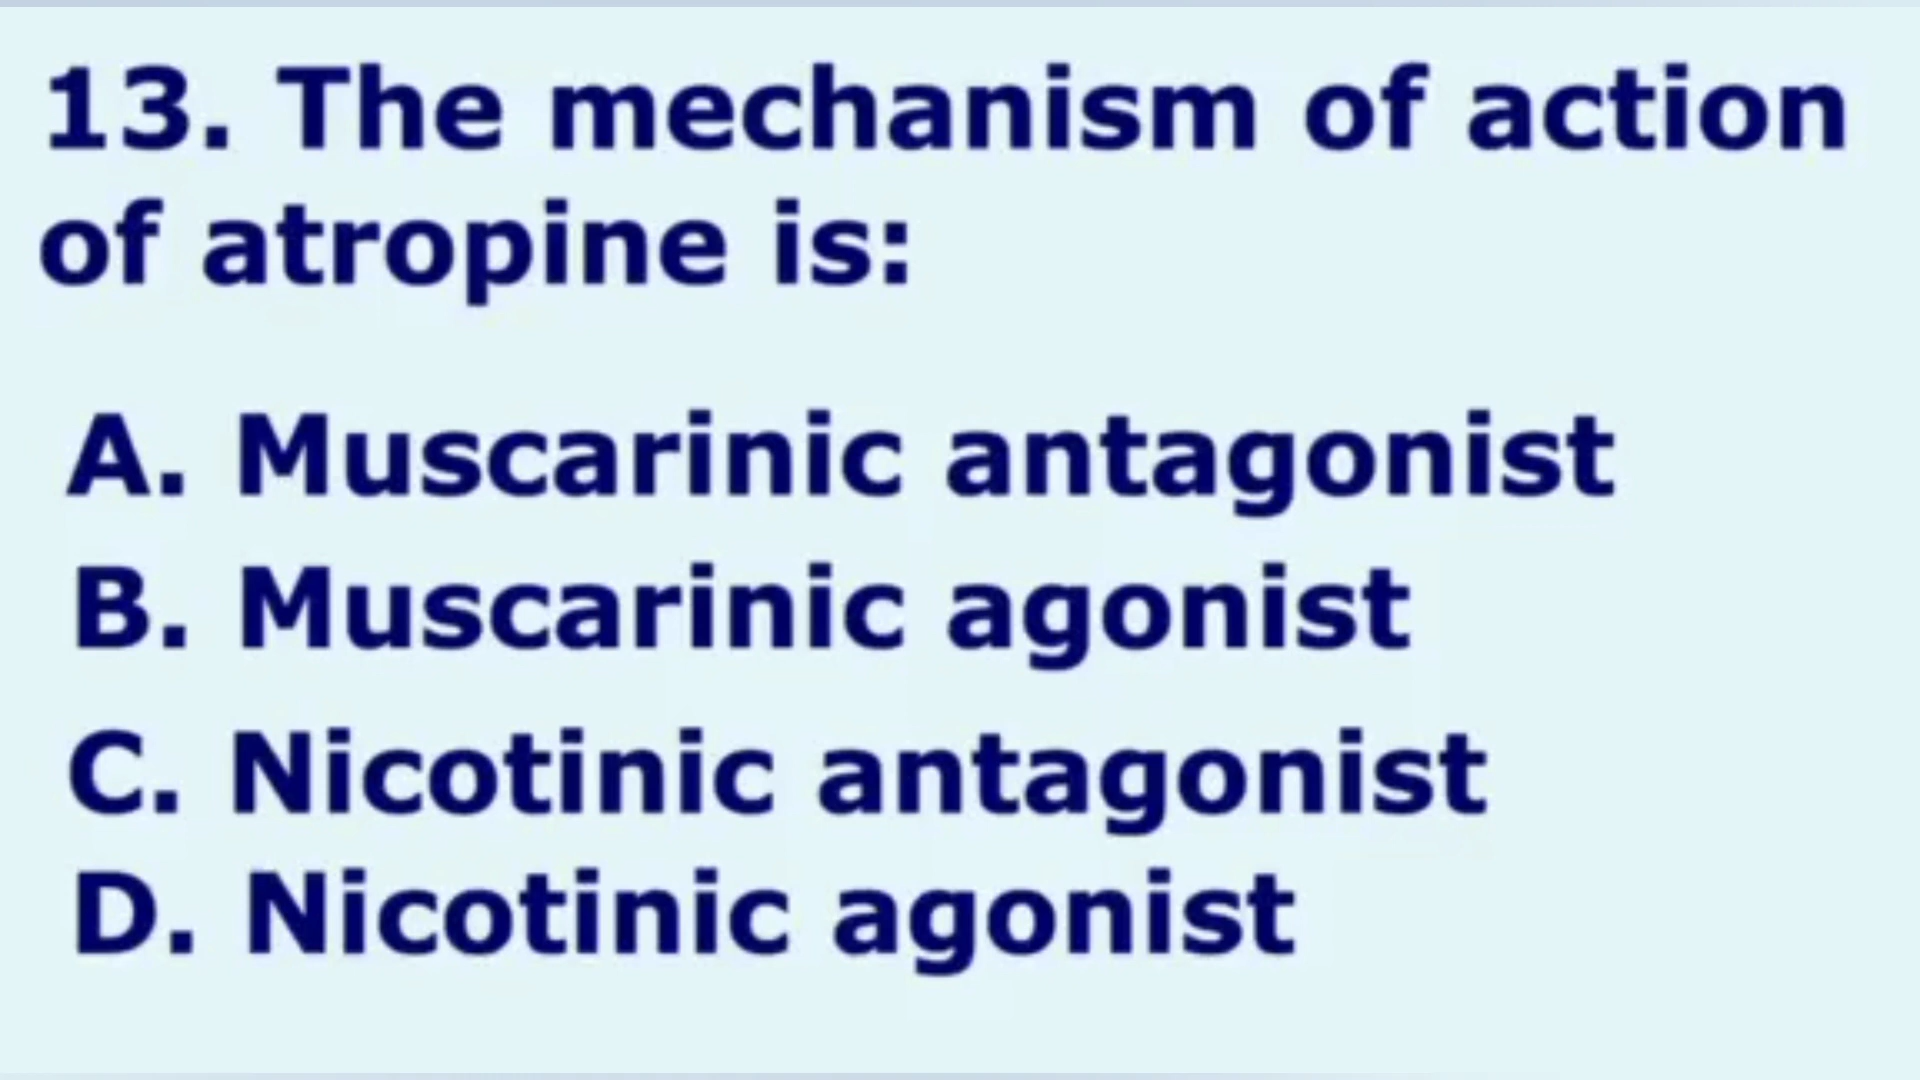 13. The mechanism of action
of atropine is:
A. Muscarinic antagonist
B. Muscarinic agonist
C. Nicotinic antagonist
D. Nicotinic agonist